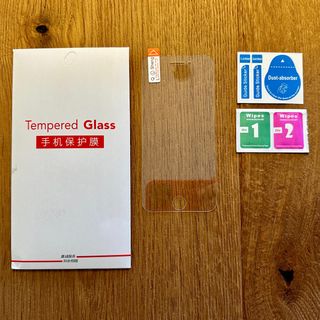 Tempered Glass
手机保护膜
Guide Sticker
Guide Sticker
Dust-absorber
Wipes
1
Wipes
2